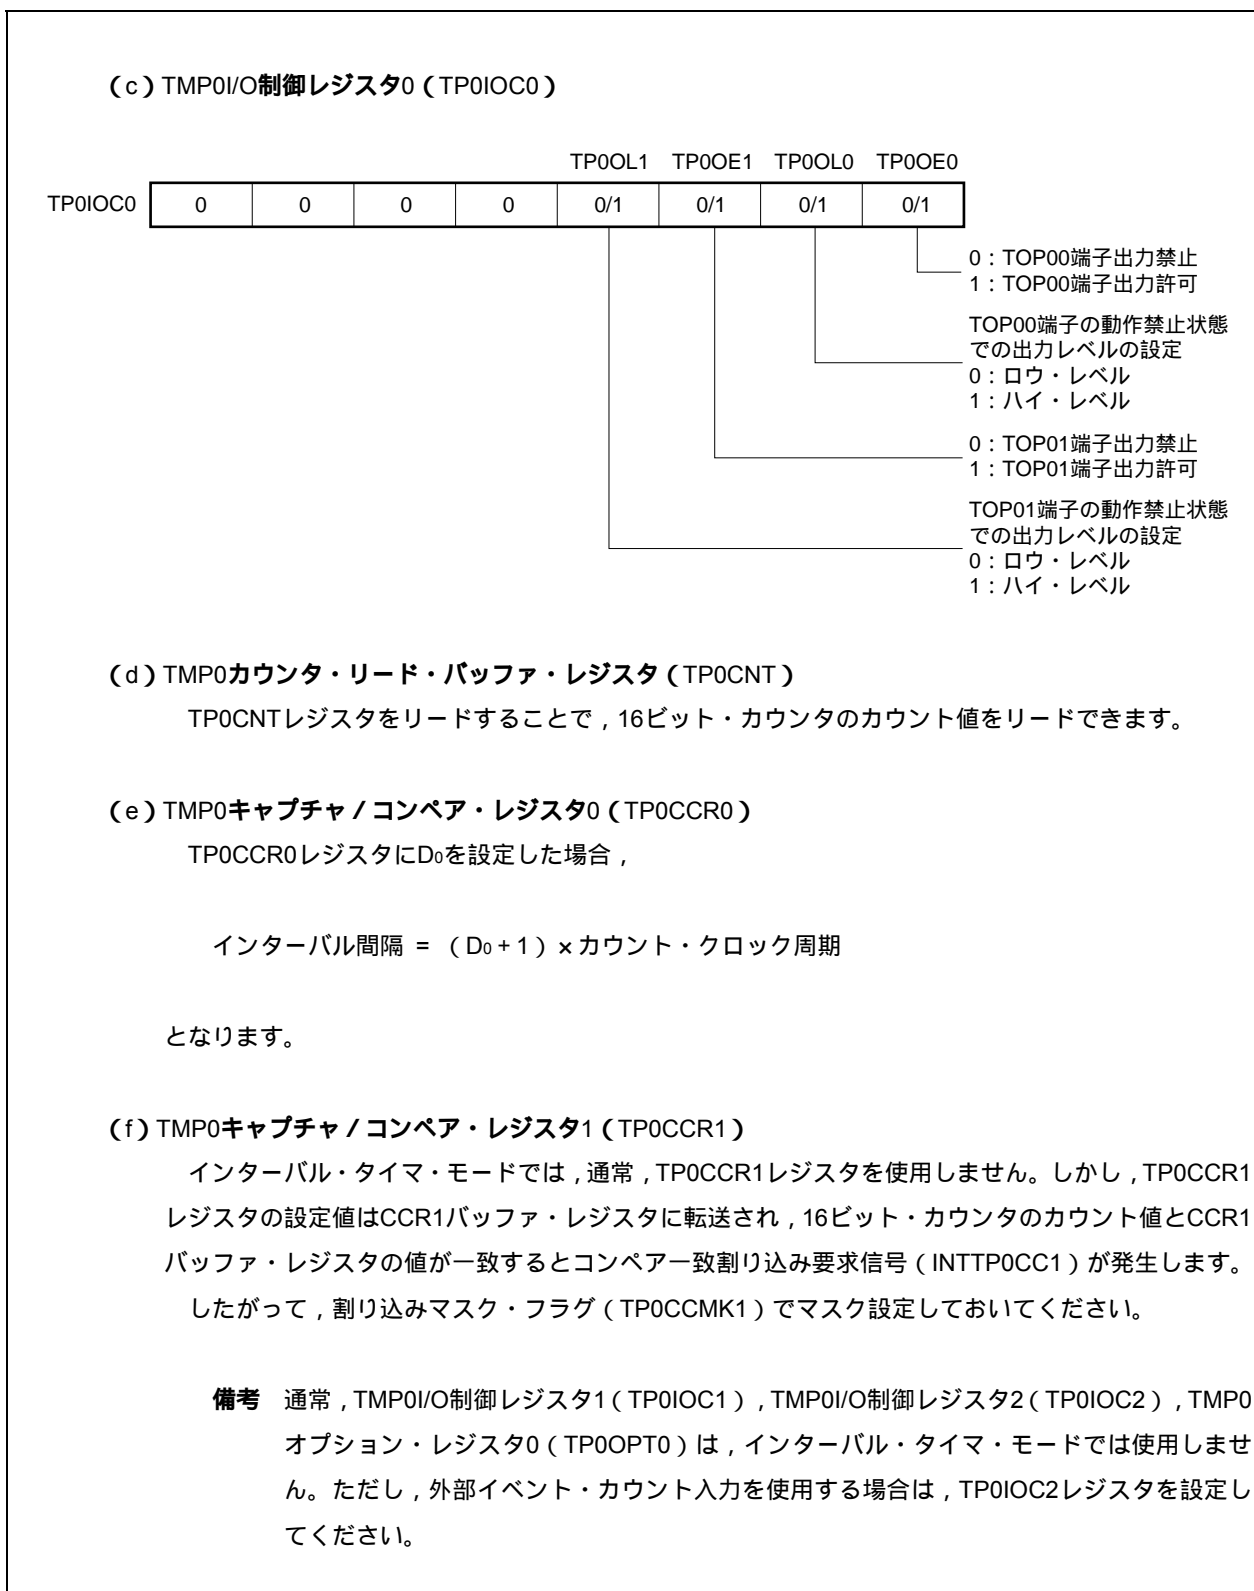 (c)TMP0I/O制御レジスタ0(TP0IOC0)
TP0OL1 TP0OE1 TP0OL0 TP0OE0
TP0IOC0 0 0 0 0 0/1 0/1 0/1 0/1
0:TOP00端子出力禁止
1:TOP00端子出力許可
TOP00端子の動作禁止状態
での出力レベルの設定
0:ロウ・レベル
1:ハイ・レベル
0:TOP01端子出力禁止
1:TOP01端子出力許可
TOP01端子の動作禁止状態
での出力レベルの設定
0:ロウ・レベル
1:ハイ・レベル
(d)TMP0カウンタ・リード・バッファ・レジスタ(TP0CNT)
TP0CNTレジスタをリードすることで,16ビット・カウンタのカウント値をリードできます。
(e)TMP0キャプチャ/コンペア・レジスタ0(TP0CCR0)
TP0CCR0レジスタにD0を設定した場合,
インターバル間隔 = (D0+1)×カウント・クロック周期
となります。
(f)TMP0キャプチャ/コンペア・レジスタ1(TP0CCR1)
インターバル・タイマ・モードでは,通常,TP0CCR1レジスタを使用しません。しかし,TP0CCR1
レジスタの設定値はCCR1バッファ・レジスタに転送され,16ビット・カウンタのカウント値とCCR1
バッファ・レジスタの値が一致するとコンペア一致割り込み要求信号(INTTP0CC1)が発生します。
したがって,割り込みマスク・フラグ(TP0CCMK1)でマスク設定しておいてください。
備考 通常,TMP0I/O制御レジスタ1(TP0IOC1),TMP0I/O制御レジスタ2(TP0IOC2),TMP0
オプション・レジスタ0(TP0OPT0)は,インターバル・タイマ・モードでは使用しませ
ん。ただし,外部イベント・カウント入力を使用する場合は,TP0IOC2レジスタを設定し
てください。